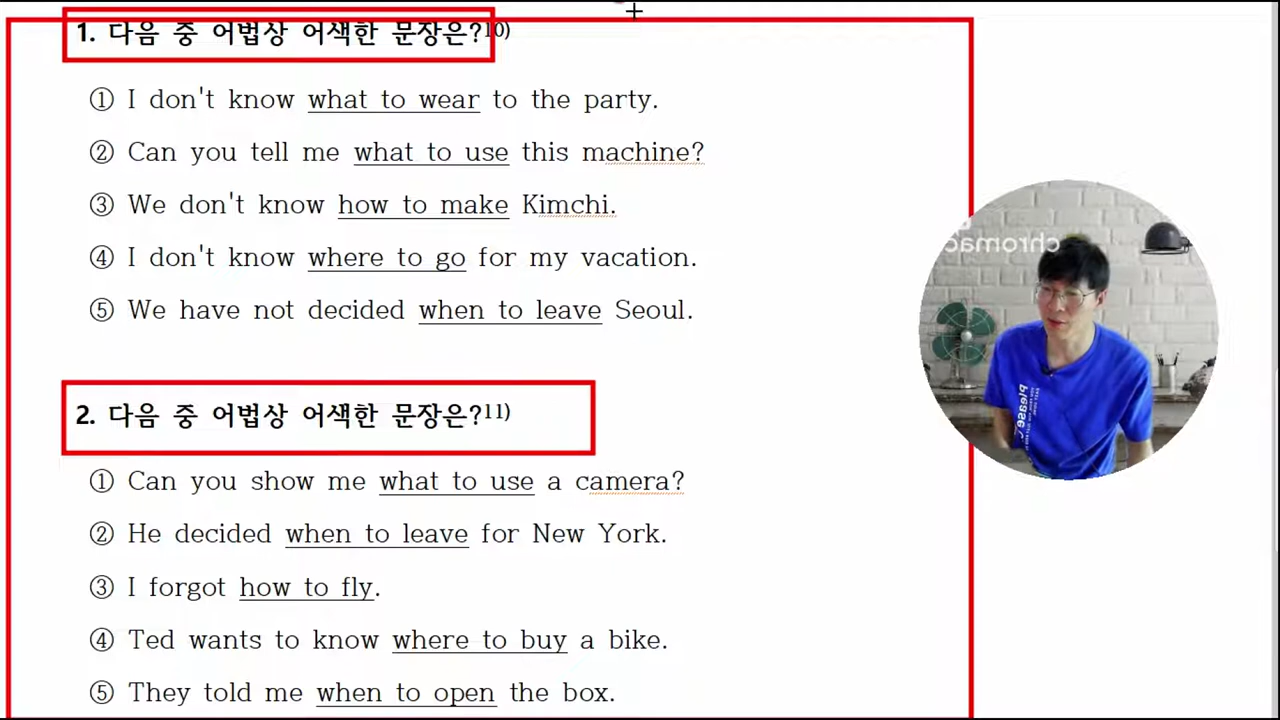 1. 다음 중 어법상 어색한 문장은?10)
① I don't know what to wear to the party.
② Can you tell me what to use this machine?
③ We don't know how to make Kimchi.
④ I don't know where to go for my vacation.
⑤ We have not decided when to leave Seoul.
2. 다음 중 어법상 어색한 문장은?11)
① Can you show me what to use a camera?
② He decided when to leave for New York.
③ I forgot how to fly.
④ Ted wants to know where to buy a bike.
⑤ They told me when to open the box.
Please